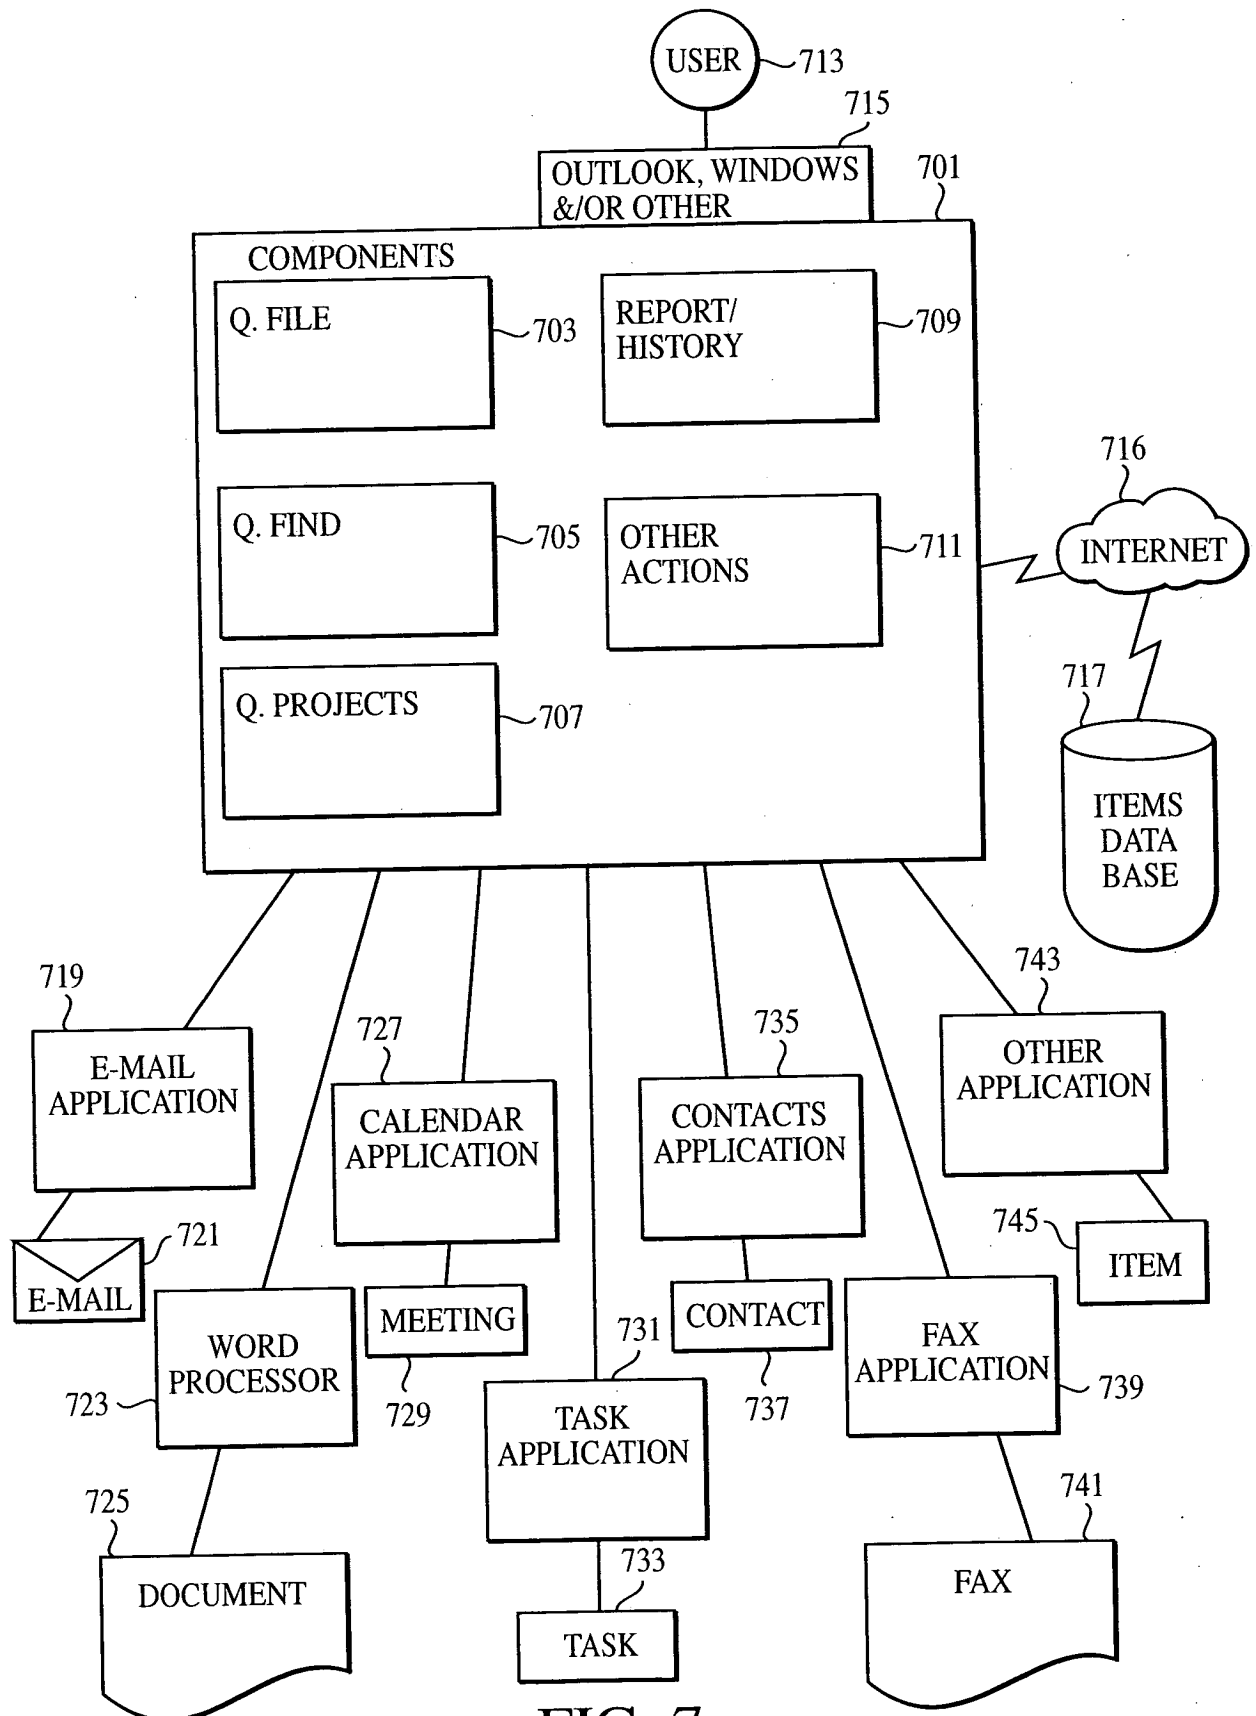 USER
713
715
OUTLOOK, WINDOWS
&/OR OTHER
701
COMPONENTS
Q. FILE
703
REPORT/
HISTORY
709
Q. FIND
705
OTHER
ACTIONS
711
716
INTERNET
Q. PROJECTS
707
717
ITEMS
DATA
BASE
719
E-MAIL
APPLICATION
727
CALENDAR
APPLICATION
735
CONTACTS
APPLICATION
743
OTHER
APPLICATION
721
E-MAIL
745
ITEM
MEETING
729
CONTACT
737
WORD
PROCESSOR
723
731
TASK
APPLICATION
FAX
APPLICATION
739
725
DOCUMENT
733
TASK
741
FAX
FIG. 7